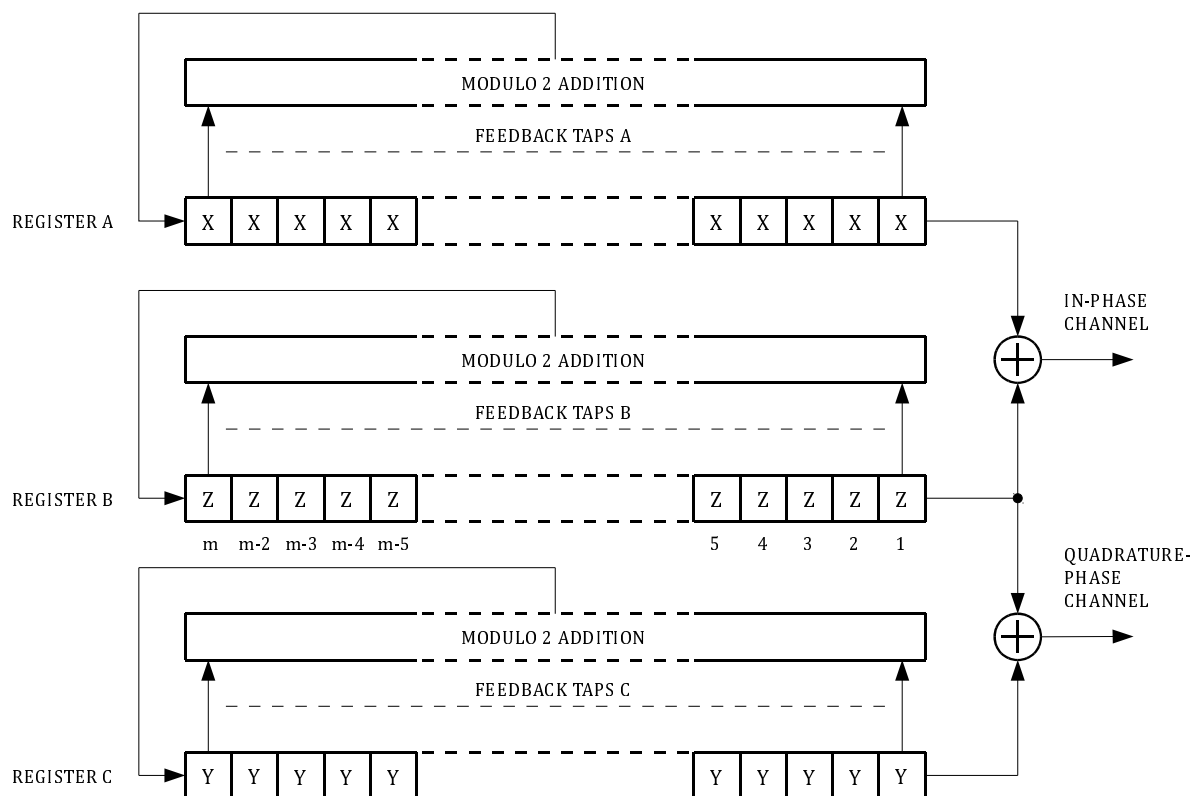 MODULO 2 ADDITION
FEEDBACK TAPS A
REGISTER A X X X X X X X X X X
IN-PHASE
CHANNEL
MODULO 2 ADDITION
FEEDBACK TAPS B
REGISTER B Z Z Z Z Z Z Z Z Z Z
m m-2 m-3 m-4 m-5 5 4 3 2 1
QUADRATURE-
PHASE
CHANNEL
MODULO 2 ADDITION
FEEDBACK TAPS C
REGISTER C Y Y Y Y Y Y Y Y Y Y